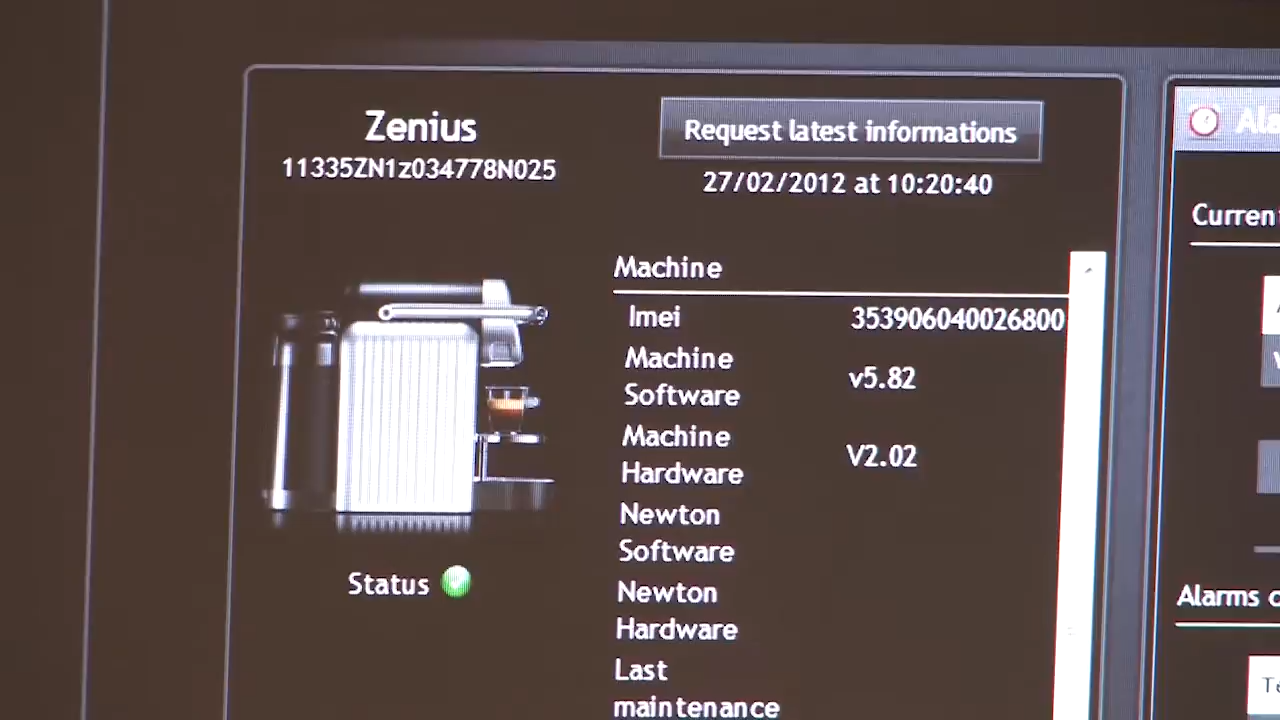 Zenius
11335ZN1z034778N025
Request latest informations
27/02/2012 at 10:20:40
Machine
Imei 353906040026800
Machine Software v5.82
Machine Hardware V2.02
Newton Software
Newton Hardware
Last maintenance
Status
Curren
Alarms